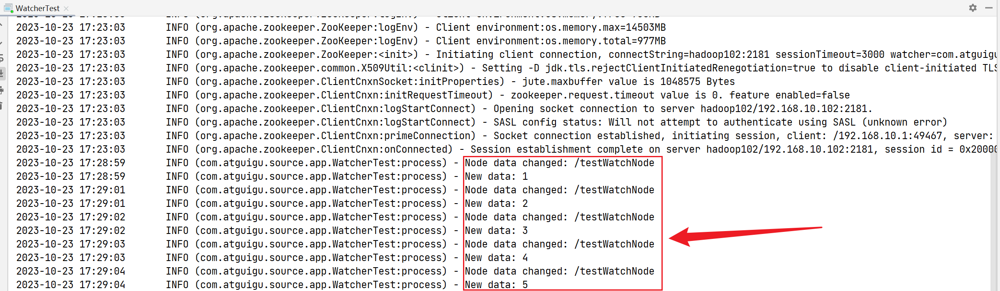 WatcherTest
2023-10-23 17:23:03 INFO (org.apache.zookeeper.ZooKeeper:logEnv) - Client environment:os.memory.max=14503MB
2023-10-23 17:23:03 INFO (org.apache.zookeeper.ZooKeeper:logEnv) - Client environment:os.memory.total=977MB
2023-10-23 17:23:03 INFO (org.apache.zookeeper.ZooKeeper:<init>) - Initiating client connection, connectString=hadoop102:2181 sessionTimeout=3000 watcher=com.atguigu
2023-10-23 17:23:03 INFO (org.apache.zookeeper.common.X509Util:<clinit>) - Setting -D jdk.tls.rejectClientInitiatedRenegotiation=true to disable client-initiated TLS
2023-10-23 17:23:03 INFO (org.apache.zookeeper.ClientCnxnSocket:initProperties) - jute.maxbuffer value is 1048575 Bytes
2023-10-23 17:23:03 INFO (org.apache.zookeeper.ClientCnxn:initRequestTimeout) - zookeeper.request.timeout value is 0. feature enabled=false
2023-10-23 17:23:03 INFO (org.apache.zookeeper.ClientCnxn:logStartConnect) - Opening socket connection to server hadoop102/192.168.10.102:2181.
2023-10-23 17:23:03 INFO (org.apache.zookeeper.ClientCnxn:logStartConnect) - SASL config status: Will not attempt to authenticate using SASL (unknown error)
2023-10-23 17:23:03 INFO (org.apache.zookeeper.ClientCnxn:primeConnection) - Socket connection established, initiating session, client: /192.168.10.1:49467, server:
2023-10-23 17:23:03 INFO (org.apache.zookeeper.ClientCnxn:onConnected) - Session establishment complete on server hadoop102/192.168.10.102:2181, session id = 0x20000
2023-10-23 17:28:59 INFO (com.atguigu.source.app.WatcherTest:process) - Node data changed: /testWatchNode
2023-10-23 17:28:59 INFO (com.atguigu.source.app.WatcherTest:process) - New data: 1
2023-10-23 17:29:01 INFO (com.atguigu.source.app.WatcherTest:process) - Node data changed: /testWatchNode
2023-10-23 17:29:01 INFO (com.atguigu.source.app.WatcherTest:process) - New data: 2
2023-10-23 17:29:02 INFO (com.atguigu.source.app.WatcherTest:process) - Node data changed: /testWatchNode
2023-10-23 17:29:02 INFO (com.atguigu.source.app.WatcherTest:process) - New data: 3
2023-10-23 17:29:03 INFO (com.atguigu.source.app.WatcherTest:process) - Node data changed: /testWatchNode
2023-10-23 17:29:03 INFO (com.atguigu.source.app.WatcherTest:process) - New data: 4
2023-10-23 17:29:04 INFO (com.atguigu.source.app.WatcherTest:process) - Node data changed: /testWatchNode
2023-10-23 17:29:04 INFO (com.atguigu.source.app.WatcherTest:process) - New data: 5